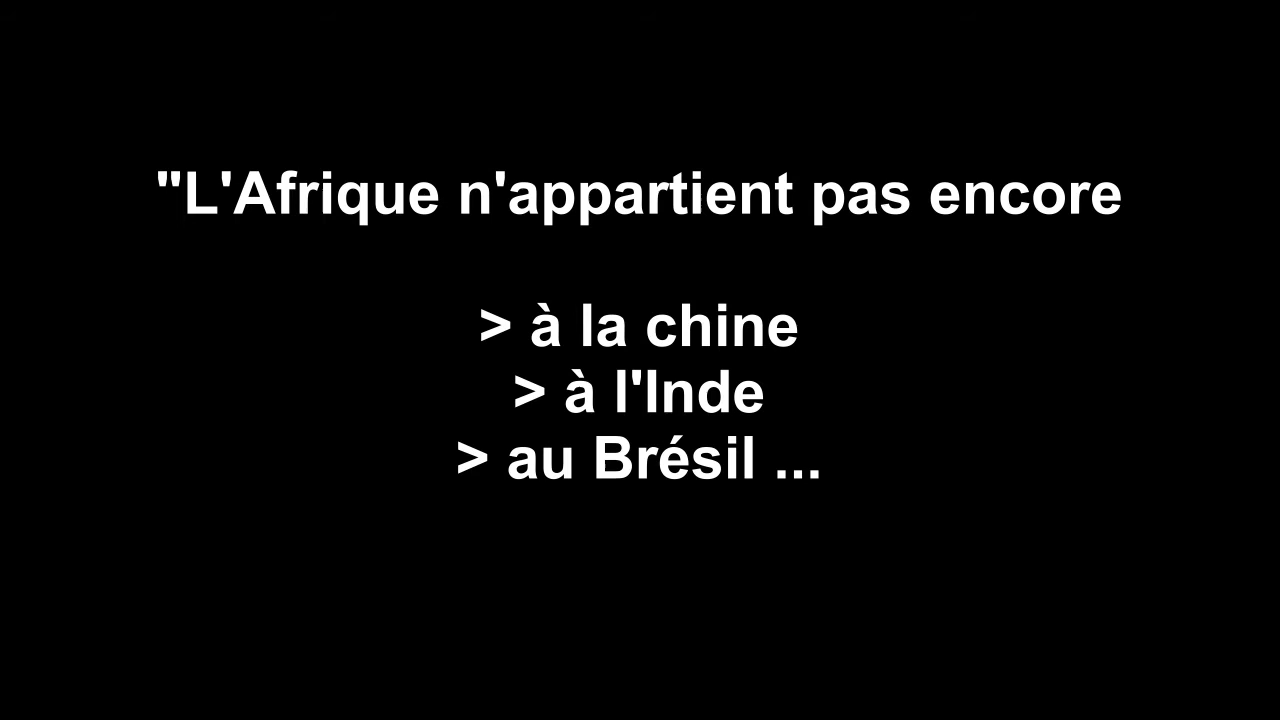 "L'Afrique n'appartient pas encore
> à la chine
> à l'Inde
> au Brésil ...